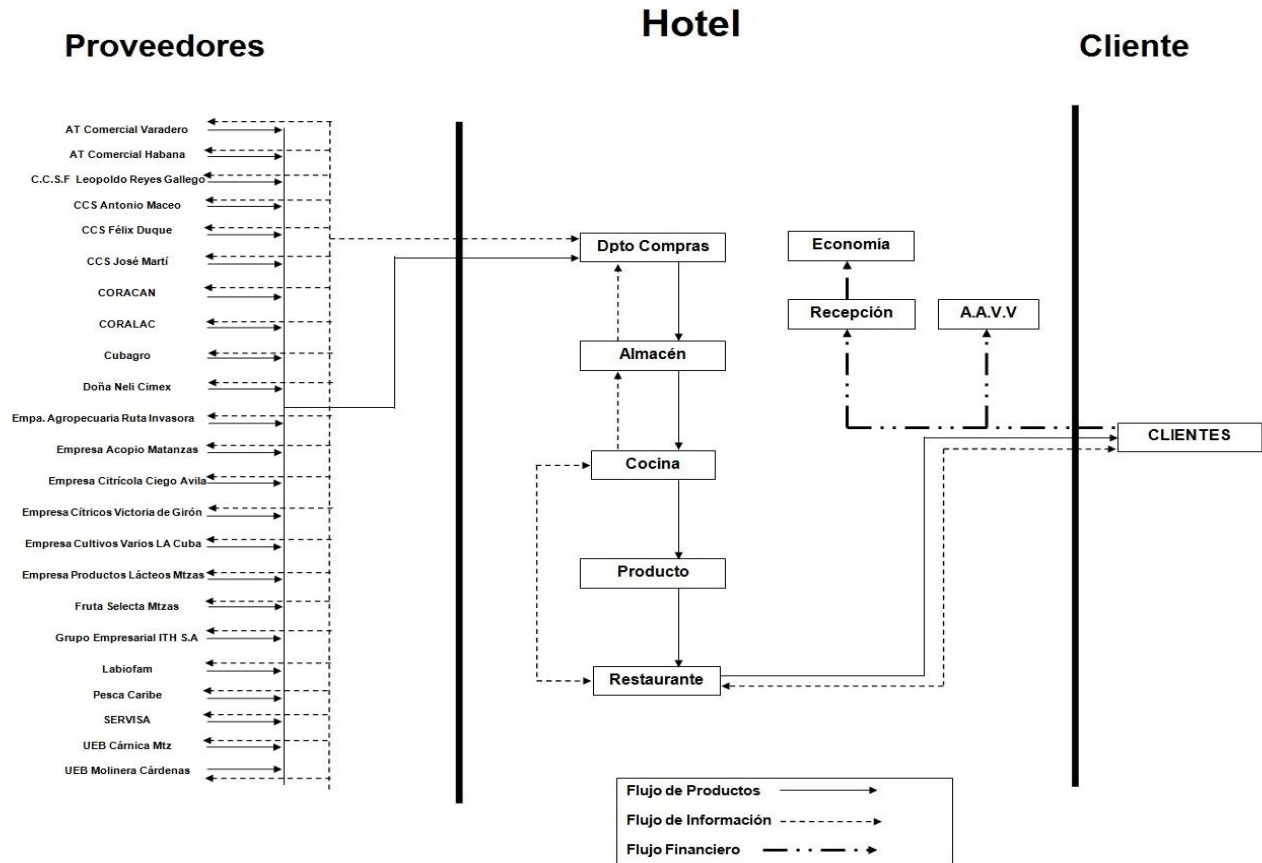 Proveedores
Hotel
Cliente
AT Comercial Varadero
AT Comercial Habana
C.C.S.F Leopoldo Reyes Gallego
CCS Antonio Maceo
CCS Félix Duque
CCS José Martí
CORACAN
CORALAC
Cubagro
Doña Neli Cimex
Empa. Agropecuaria Ruta Invasora
Empresa Acopio Matanzas
Empresa Citrícola Ciego Avila
Empresa Cítricos Victoria de Girón
Empresa Cultivos Varios LA Cuba
Empresa Productos Lácteos Mtzas
Fruta Selecta Mtzas
Grupo Empresarial ITH S.A
Labiofam
Pesca Caribe
SERVISA
UEB Cárnica Mtz
UEB Molinera Cárdenas
Dpto Compras
Almacén
Cocina
Producto
Restaurante
Economía
Recepción
A.A.V.V
CLIENTES
Flujo de Productos
Flujo de Información
Flujo Financiero